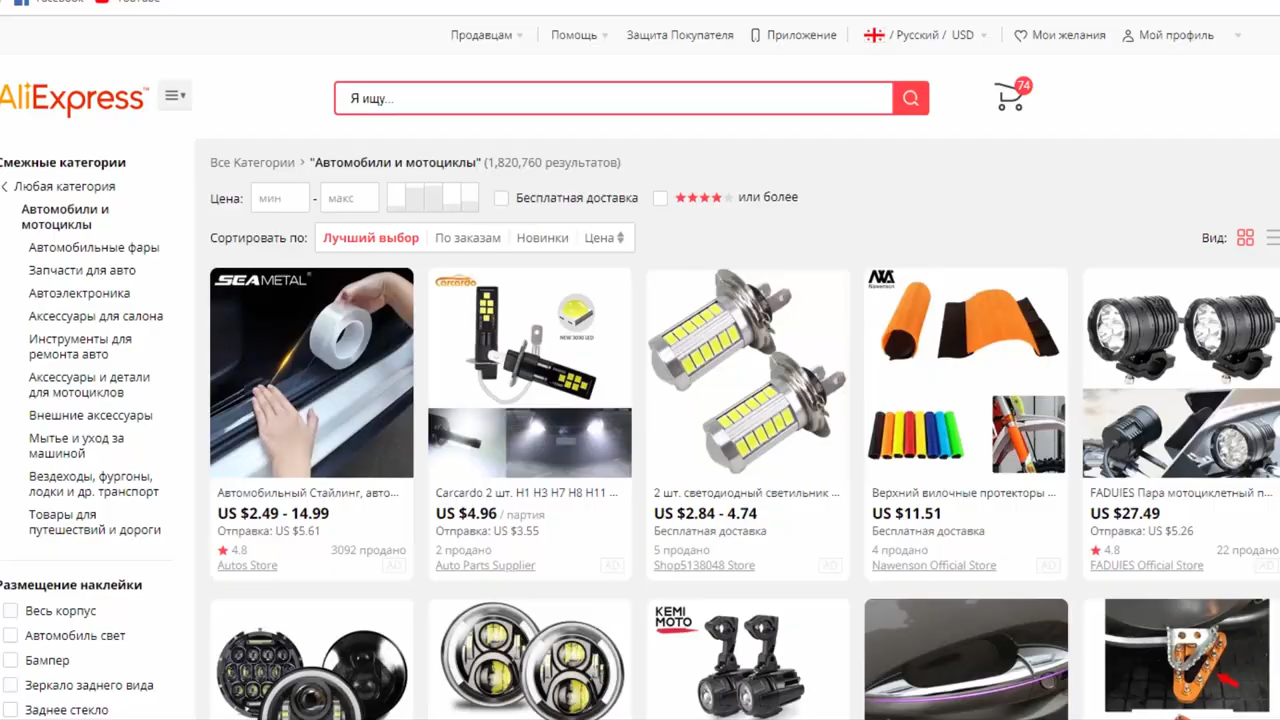 Facebook YouTube
Продавцам Помощь Защита Покупателя Приложение / Русский / USD Мои желания Мой профиль
AliExpress™
Я ищу...
74
Смежные категории
Любая категория
Автомобили и
мотоциклы
Автомобильные фары
Запчасти для авто
Автоэлектроника
Аксессуары для салона
Инструменты для
ремонта авто
Аксессуары и детали
для мотоциклов
Внешние аксессуары
Мытье и уход за
машиной
Вездеходы, фургоны,
лодки и др. транспорт
Товары для
путешествий и дороги
Размещение наклейки
Весь корпус
Автомобиль свет
Бампер
Зеркало заднего вида
Заднее стекло
Все Категории > "Автомобили и мотоциклы" (1,820,760 результатов)
Цена: мин - макс Бесплатная доставка или более
Сортировать по: Лучший выбор По заказам Новинки Цена
Вид:
SEAMETAL®
Автомобильный Стайлинг, авто...
US $2.49 - 14.99
Отправка: US $5.61
4.8 3092 продано
Autos Store AD
Carcardo
NEW 3030 LED
Carcardo 2 шт. H1 H3 H7 H8 H11 ...
US $4.96 / партия
Отправка: US $3.55
2 продано
Auto Parts Supplier AD
2 шт. светодиодный светильник ...
US $2.84 - 4.74
Бесплатная доставка
5 продано
Shop5138048 Store AD
Nawenson
Верхний вилочные протекторы ...
US $11.51
Бесплатная доставка
4 продано
Nawenson Official Store AD
FADUIES Пара мотоциклетный п...
US $27.49
Отправка: US $5.26
4.8 22 продано
FADUIES Official Store AD
KEMI
MOTO